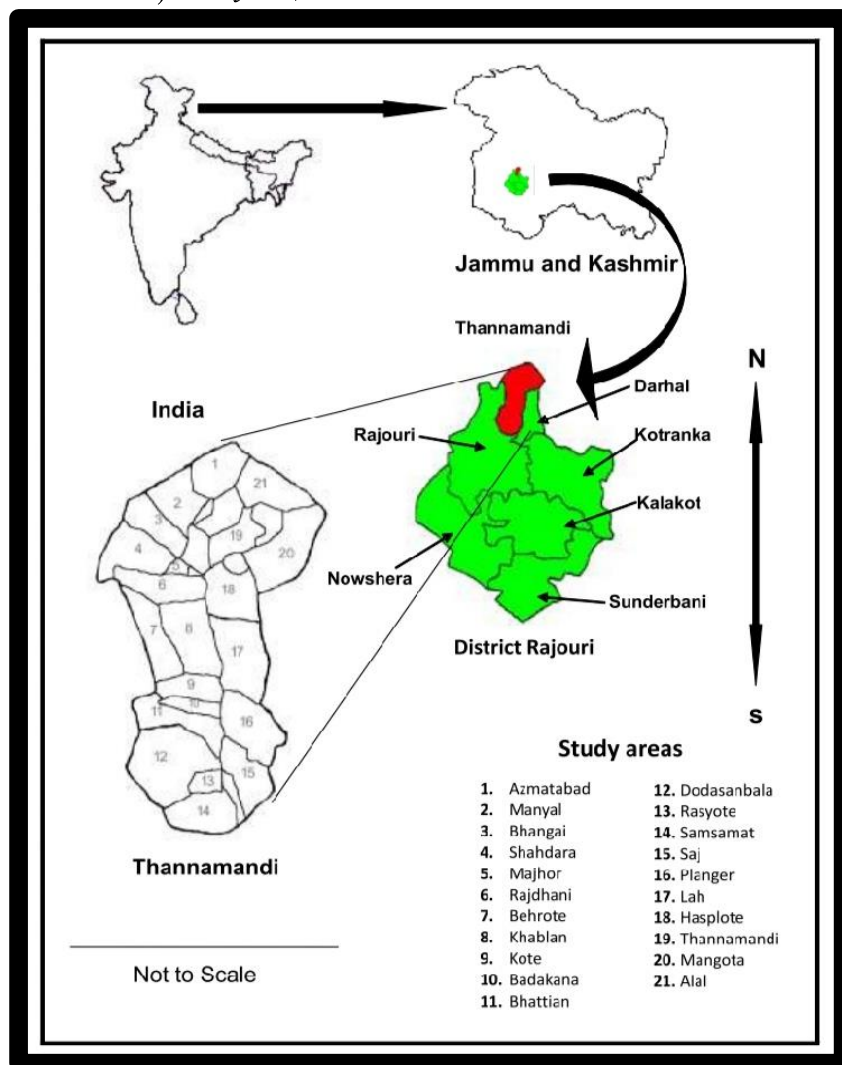 Jammu and Kashmir
Thannamandi
N
India
Darhal
Rajouri
Kotranka
Kalakot
Nowshera
Sunderbani
District Rajouri
S
1
2
21
3
19
4
20
5
6
18
7
8
17
9
10
11
16
12
13
15
14
Thannamandi
Not to Scale
Study areas
1. Azmatabad
2. Manyal
3. Bhangai
4. Shahdara
5. Majhor
6. Rajdhani
7. Behrote
8. Khablan
9. Kote
10. Badakana
11. Bhattian
12. Dodasanbala
13. Rasyote
14. Samsamat
15. Saj
16. Planger
17. Lah
18. Hasplote
19. Thannamandi
20. Mangota
21. Alal